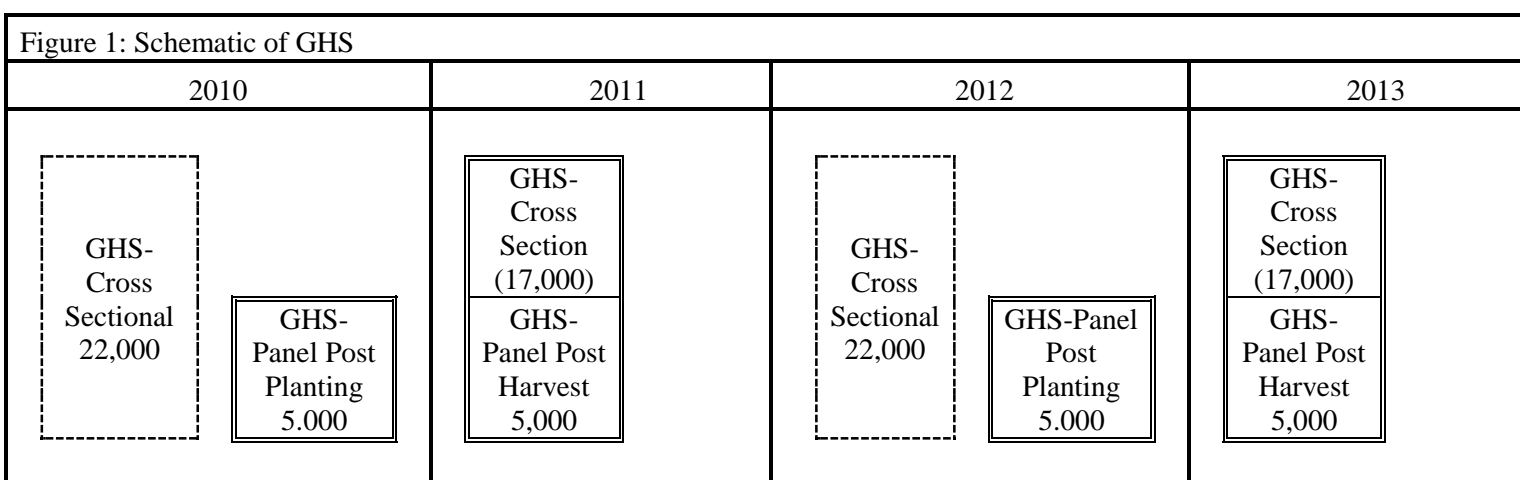 Figure 1: Schematic of GHS
2010
2011
2012
2013
GHS-
Cross
Sectional
22,000
GHS-
Panel Post
Planting
5.000
GHS-
Cross
Section
(17,000)
GHS-
Panel Post
Harvest
5,000
GHS-
Cross
Sectional
22,000
GHS-Panel
Post
Planting
5.000
GHS-
Cross
Section
(17,000)
GHS-
Panel Post
Harvest
5,000